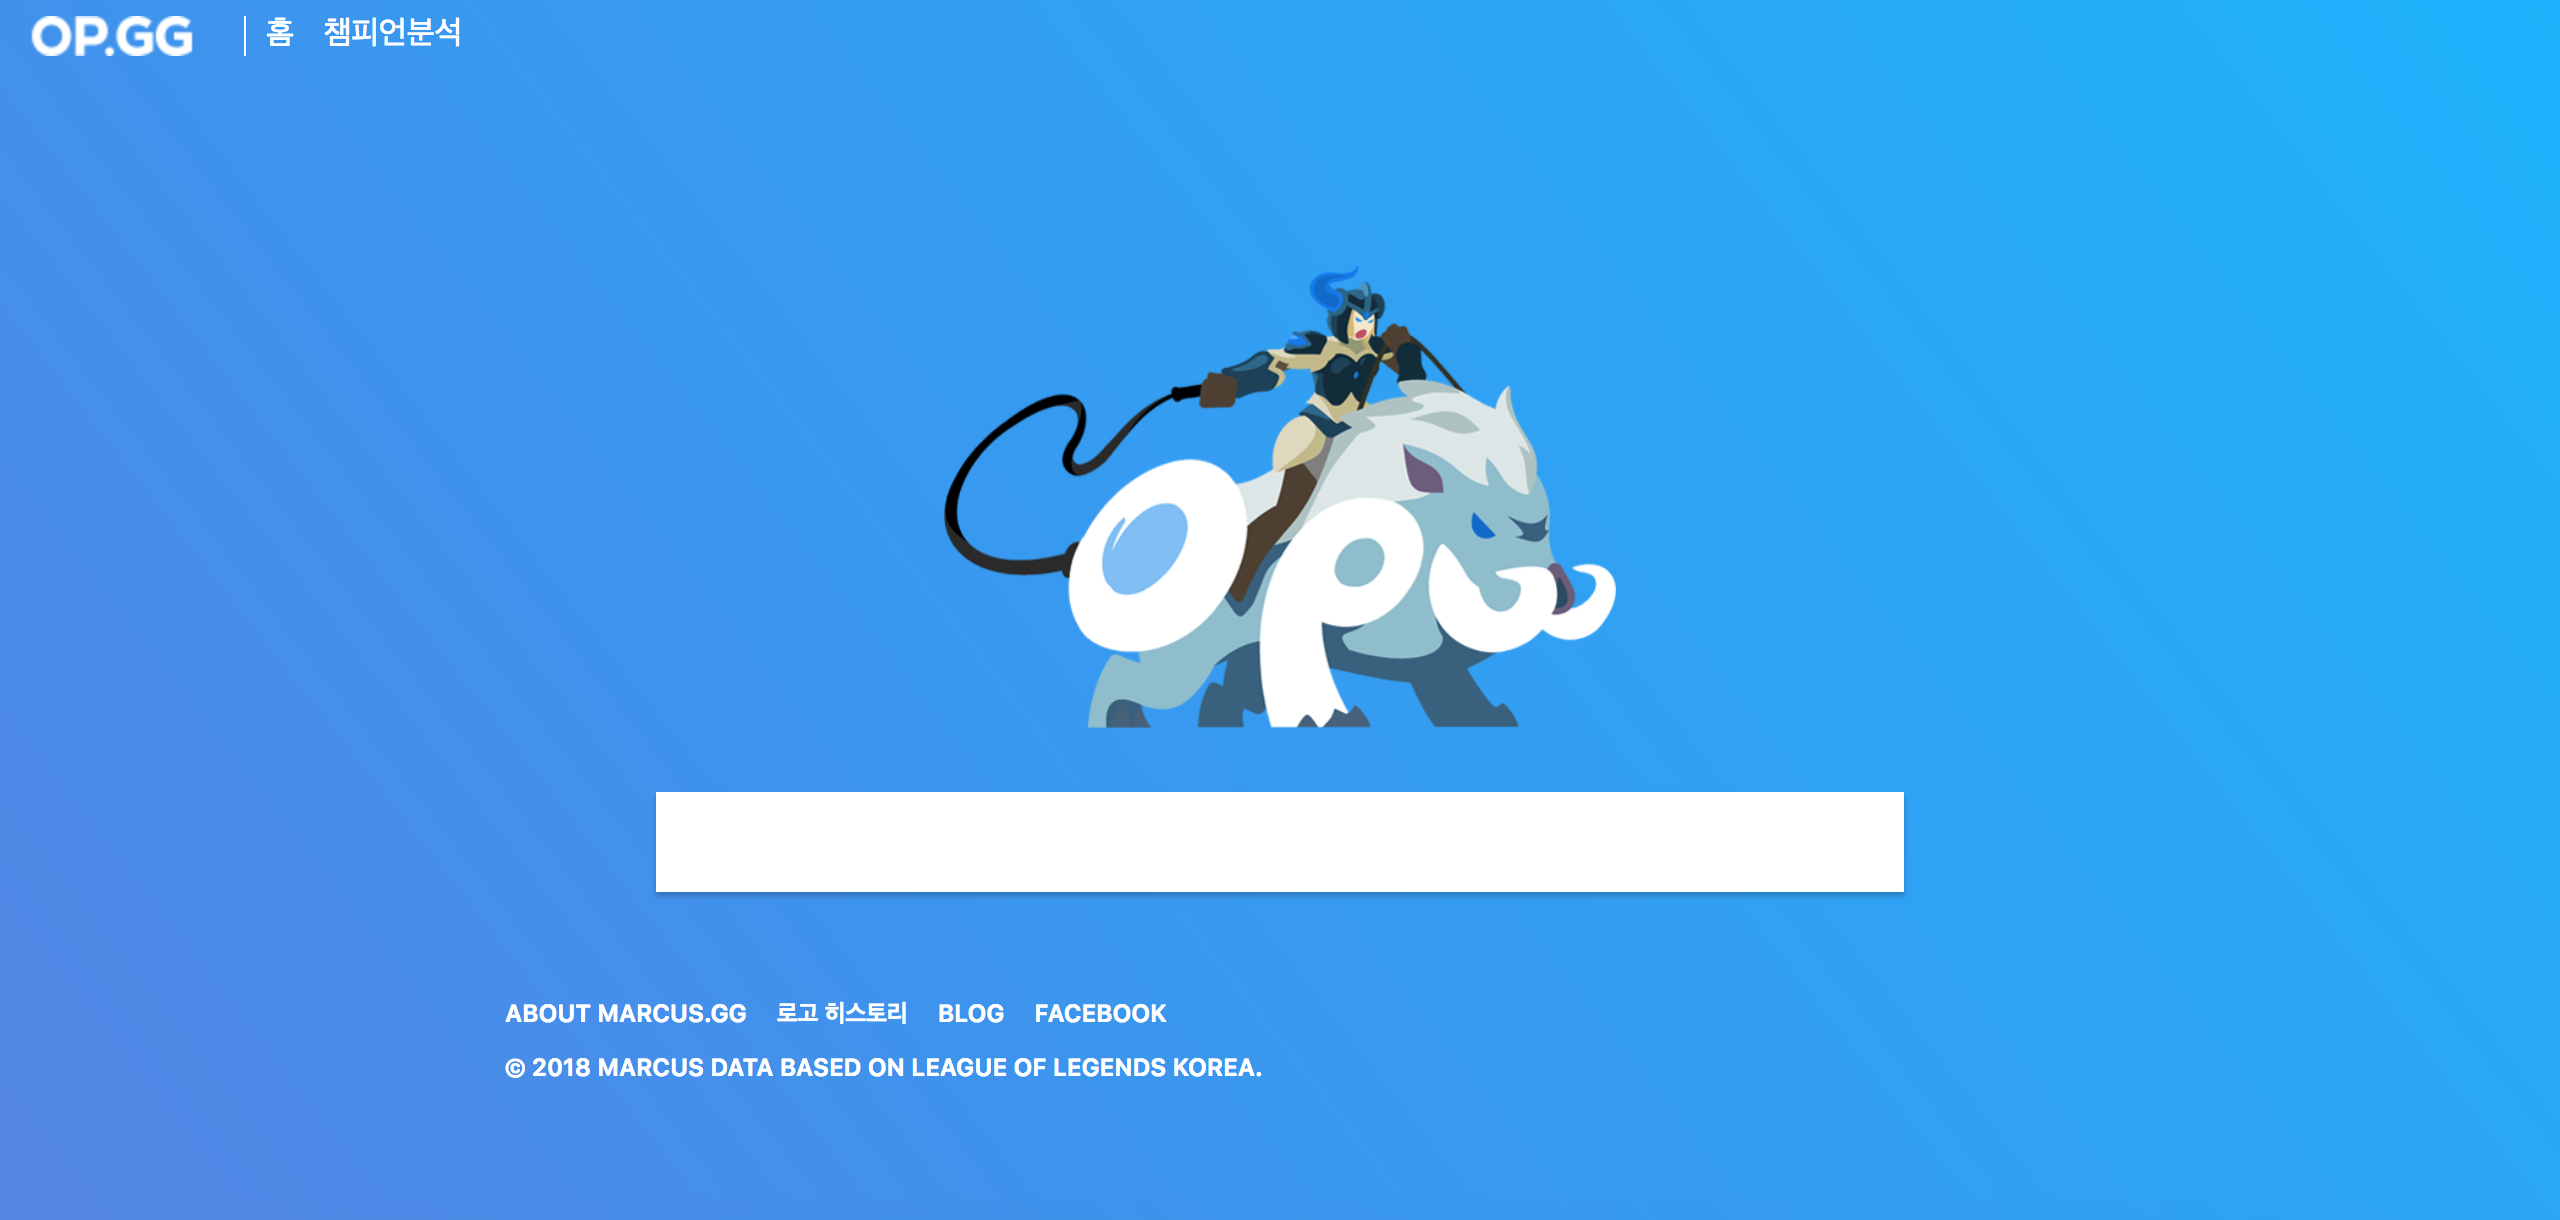 OP.GG 홈 챔피언분석
OPGG
ABOUT MARCUS.GG 로고 히스토리 BLOG FACEBOOK
© 2018 MARCUS DATA BASED ON LEAGUE OF LEGENDS KOREA.